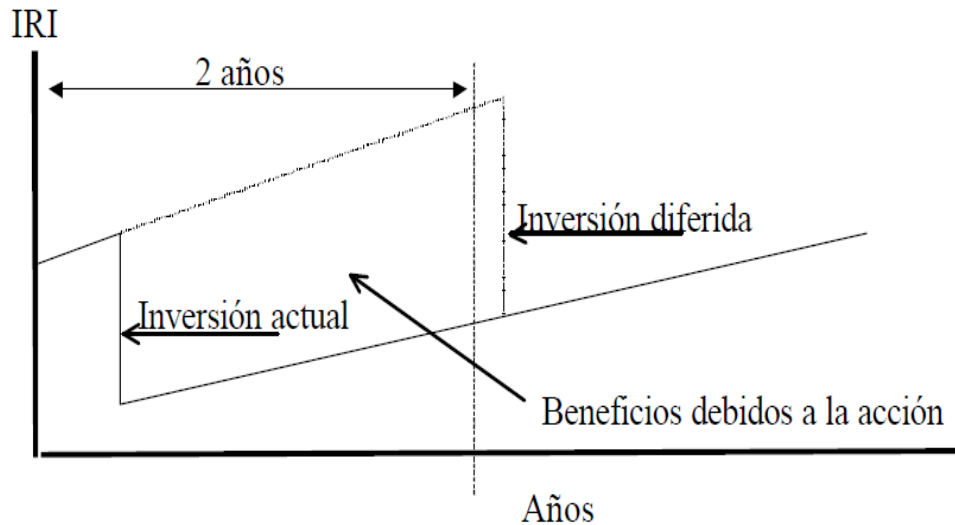 IRI
2 años
Inversión diferida
Inversión actual
Beneficios debidos a la acción
Años